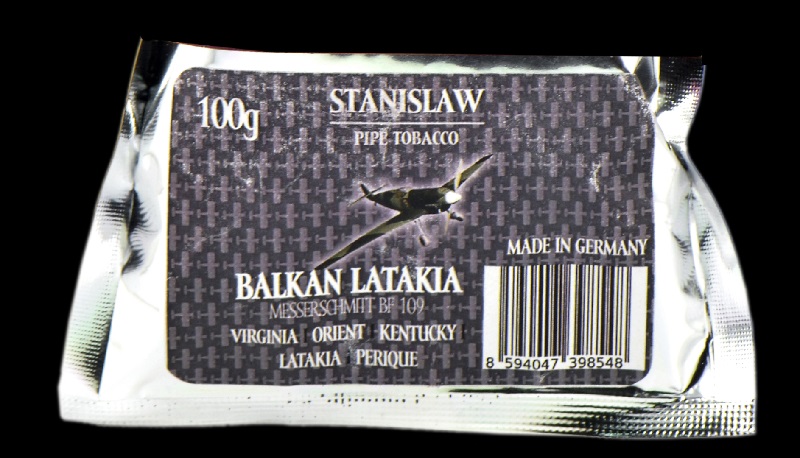 100g
STANISLAW
PIPE TOBACCO
MADE IN GERMANY
BALKAN LATAKIA
MESSERSCHMITT BF 109
VIRGINIA | ORIENT | KENTUCKY |
LATAKIA | PERIQUE
8 594047 398548